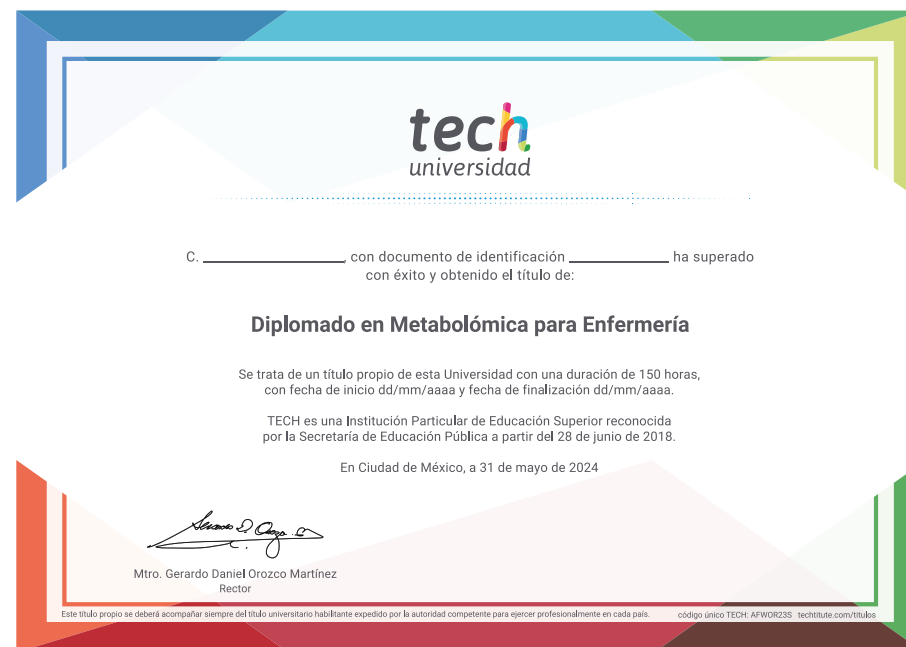 tech
universidad
C. ____________, con documento de identificación ____________ ha superado
con éxito y obtenido el título de:
Diplomado en Metabolómica para Enfermería
Se trata de un título propio de esta Universidad con una duración de 150 horas,
con fecha de inicio dd/mm/aaaa y fecha de finalización dd/mm/aaaa.
TECH es una Institución Particular de Educación Superior reconocida
por la Secretaría de Educación Pública a partir del 28 de junio de 2018.
En Ciudad de México, a 31 de mayo de 2024
Mtro. Gerardo Daniel Orozco Martínez
Rector
Este título propio se deberá acompañar siempre del título universitario habilitante expedido por la autoridad competente para ejercer profesionalmente en cada país.
código único TECH: AFWOR23S techtitute.com/titulos